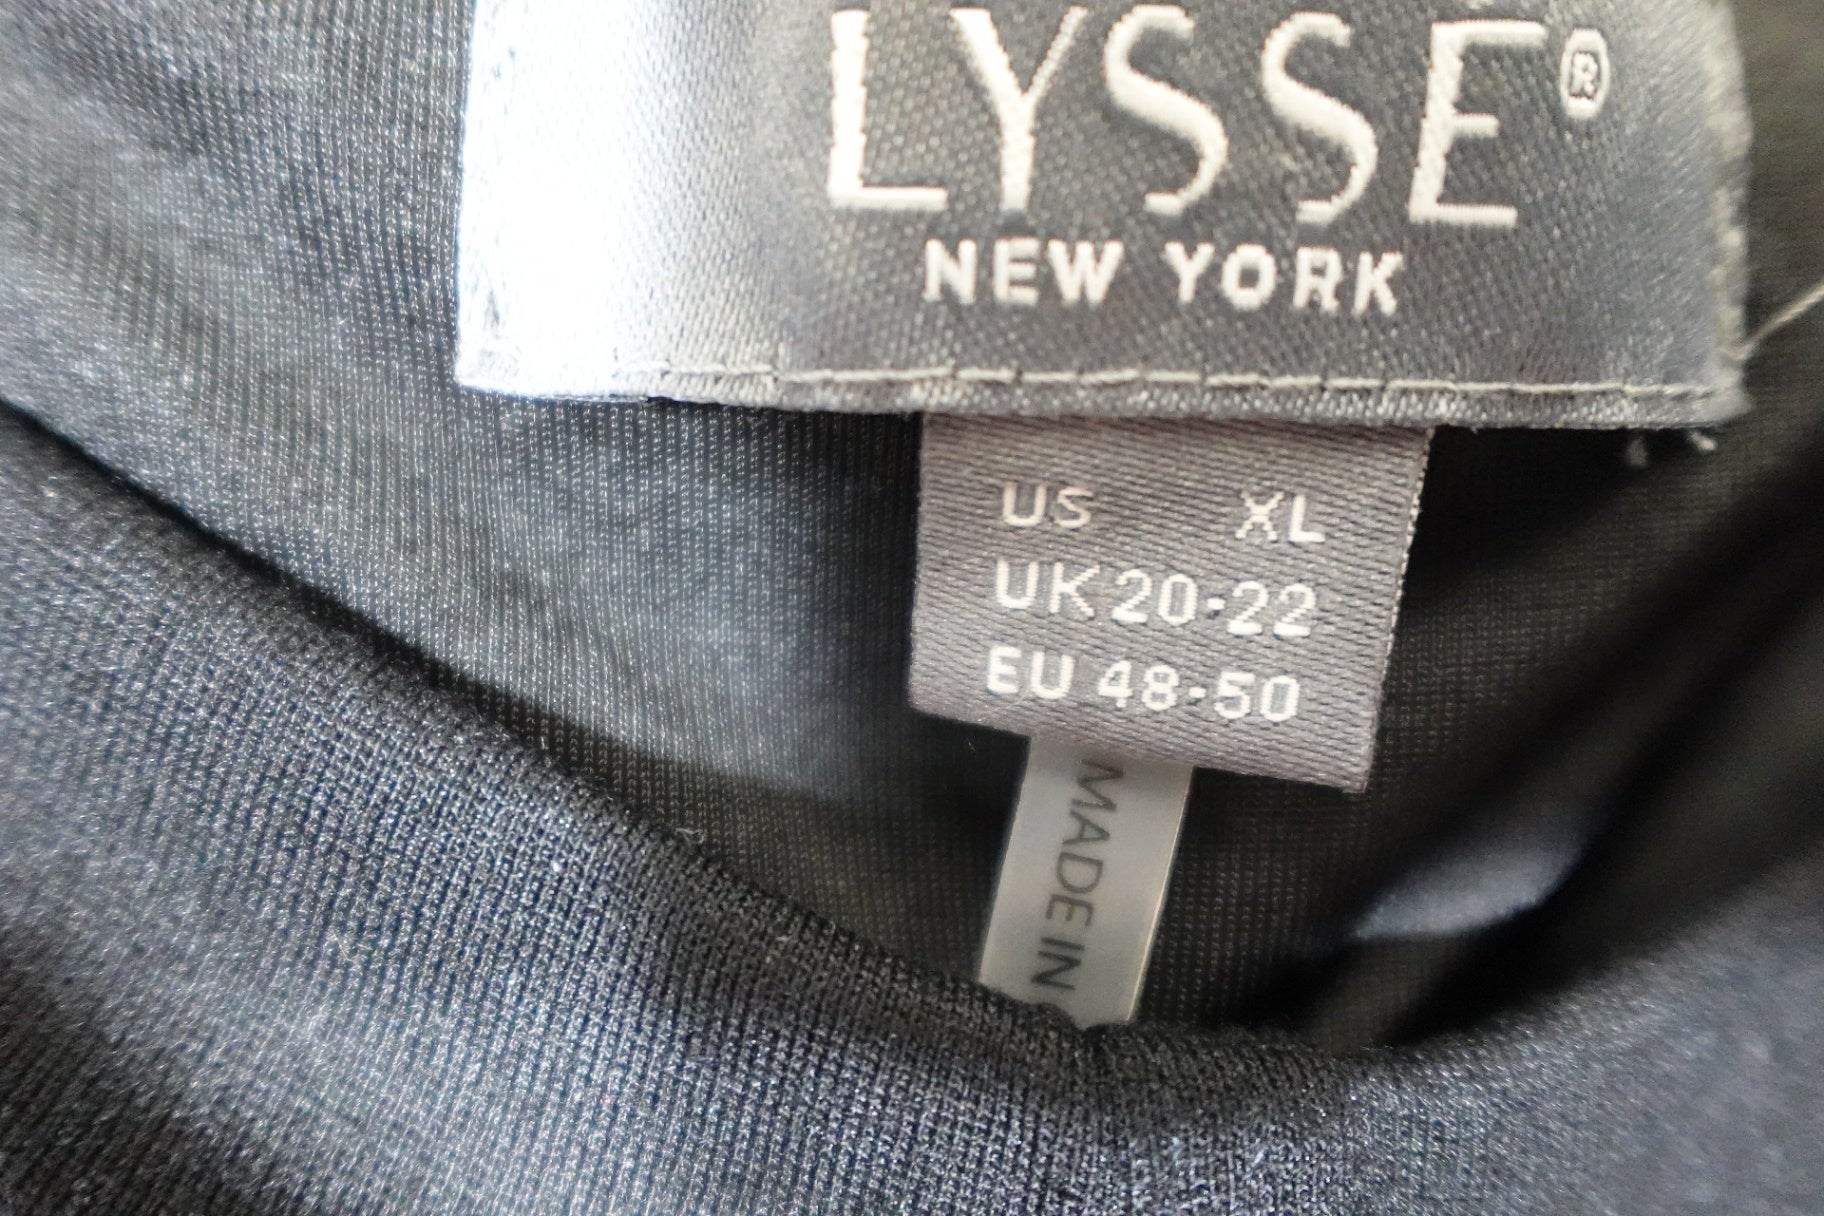 LYSSE®
NEW YORK
US XL
UK 20-22
EU 48-50
MADE IN